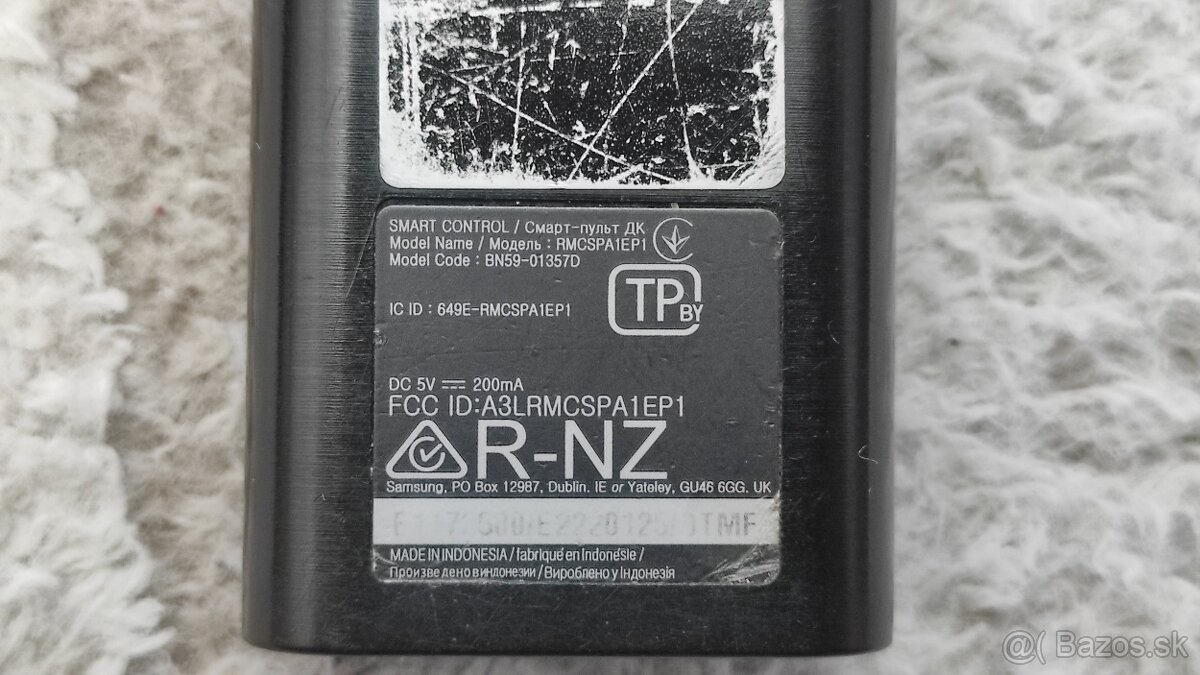 SMART CONTROL / Смарт-пульт ДК
Model Name / Модель : RMCSPA1EP1
Model Code : BN59-01357D
TP BY
IC ID : 649E-RMCSPA1EP1
DC 5V 200mA
FCC ID:A3LRMCSPA1EP1
R-NZ
Samsung, PO Box 12987, Dublin. IE or Yateley, GU46 6GG. UK
MADE IN INDONESIA / fabriqué en Indonésie /
Произведено в индонезии / Вироблено у Індонезія
@( Bazos.sk